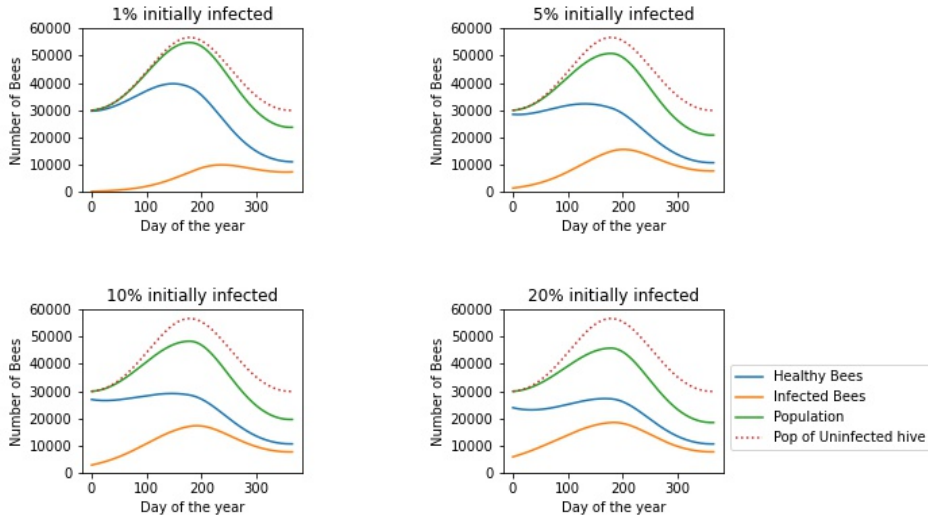 1% initially infected
60000
50000
40000
30000
20000
10000
0
Number of Bees
0 100 200 300
Day of the year
5% initially infected
60000
50000
40000
30000
20000
10000
0
Number of Bees
0 100 200 300
Day of the year
10% initially infected
60000
50000
40000
30000
20000
10000
0
Number of Bees
0 100 200 300
Day of the year
20% initially infected
60000
50000
40000
30000
20000
10000
0
Number of Bees
0 100 200 300
Day of the year
Healthy Bees
Infected Bees
Population
Pop of Uninfected hive